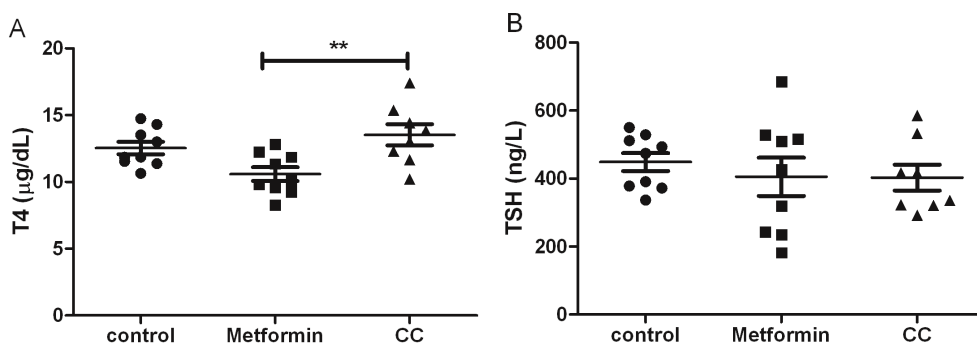 A
T4 (µg/dL)
20
15
10
5
0
**
control
Metformin
CC
B
TSH (ng/L)
800
600
400
200
0
control
Metformin
CC